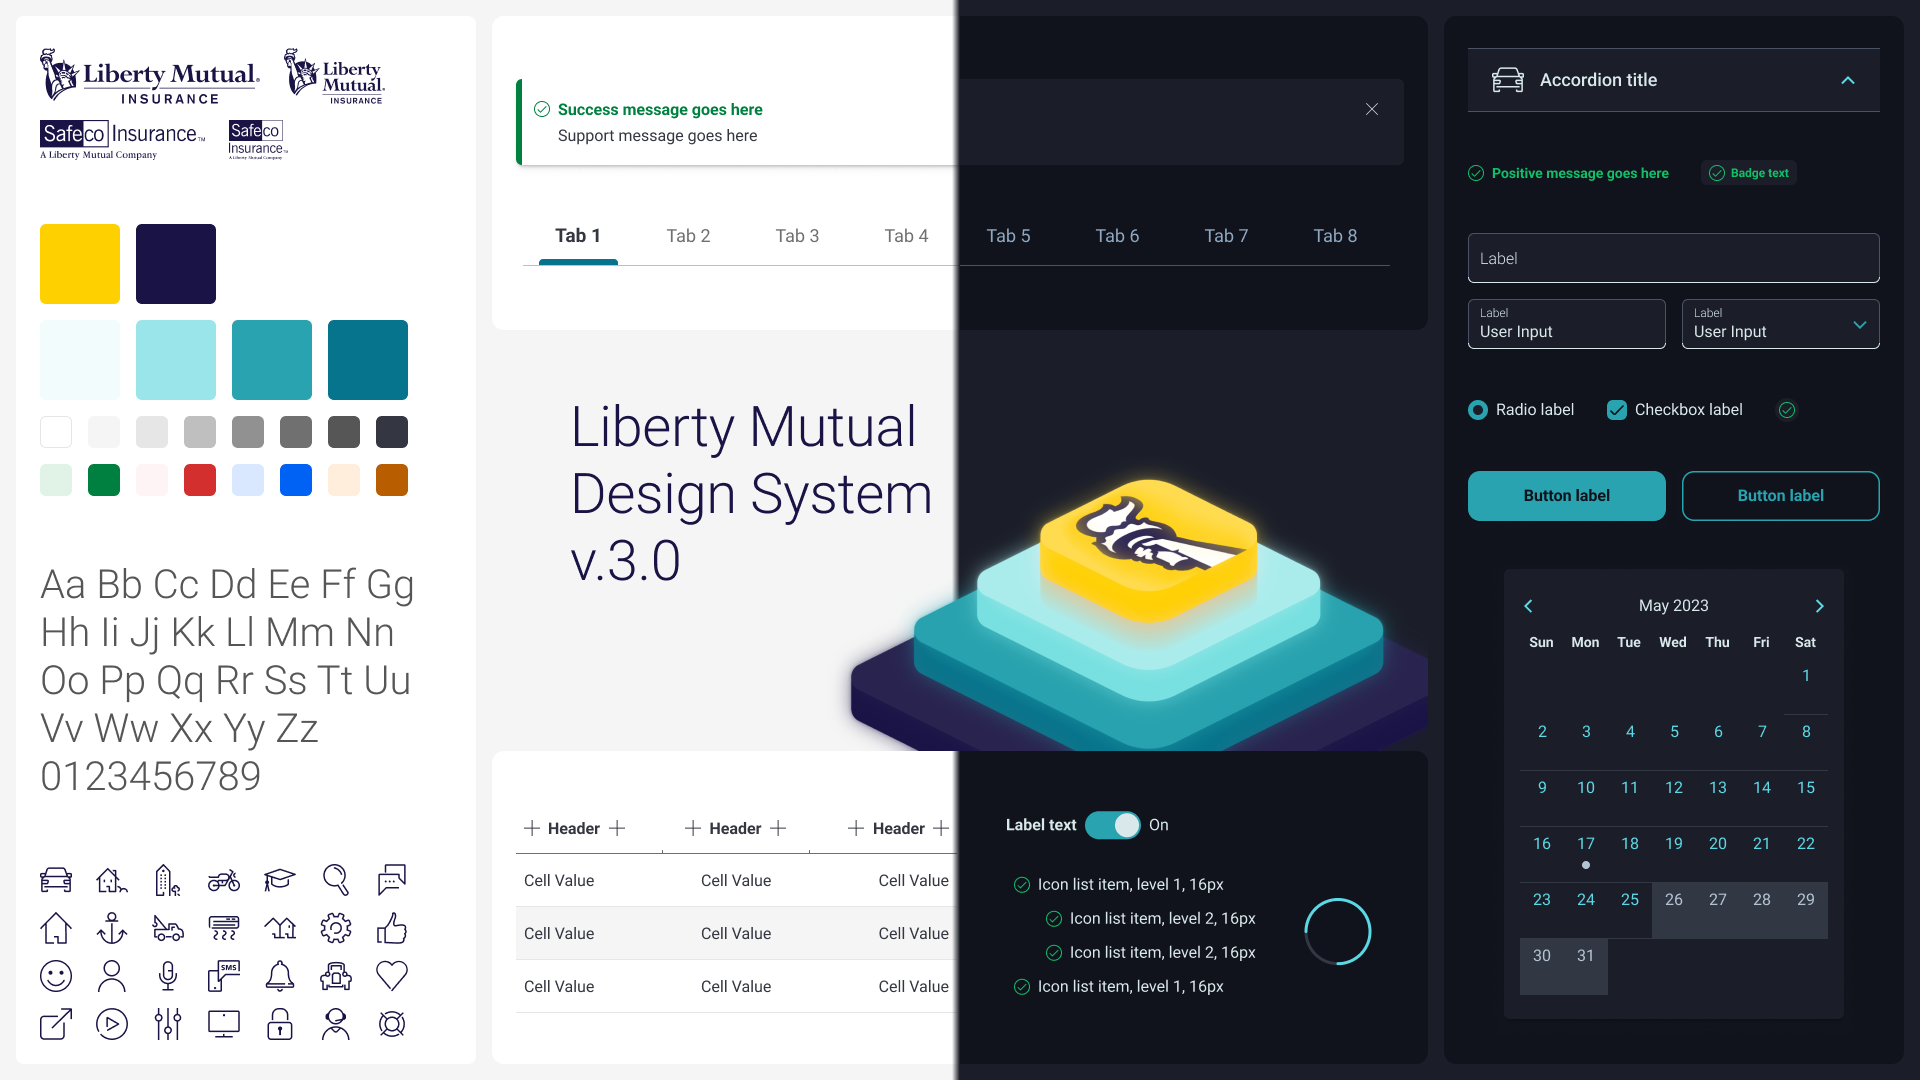 Liberty Mutual®
INSURANCE
Liberty
Mutual®
INSURANCE
Safeco Insurance™
A Liberty Mutual Company
Safeco
Insurance™
A Liberty Mutual Company
Aa Bb Cc Dd Ee Ff Gg
Hh Ii Jj Kk Ll Mm Nn
Oo Pp Qq Rr Ss Tt Uu
Vv Ww Xx Yy Zz
0123456789
SMS
Success message goes here
Support message goes here
Tab 1 Tab 2 Tab 3 Tab 4 Tab 5 Tab 6 Tab 7 Tab 8
Liberty Mutual
Design System
v.3.0
Header Header Header
Cell Value Cell Value Cell Value
Cell Value Cell Value Cell Value
Cell Value Cell Value Cell Value
Label text On
Icon list item, level 1, 16px
Icon list item, level 2, 16px
Icon list item, level 2, 16px
Icon list item, level 1, 16px
Accordion title
Positive message goes here Badge text
Label
Label
User Input
Label
User Input
Radio label Checkbox label
Button label Button label
May 2023
Sun Mon Tue Wed Thu Fri Sat
1
2 3 4 5 6 7 8
9 10 11 12 13 14 15
16 17 18 19 20 21 22
23 24 25 26 27 28 29
30 31